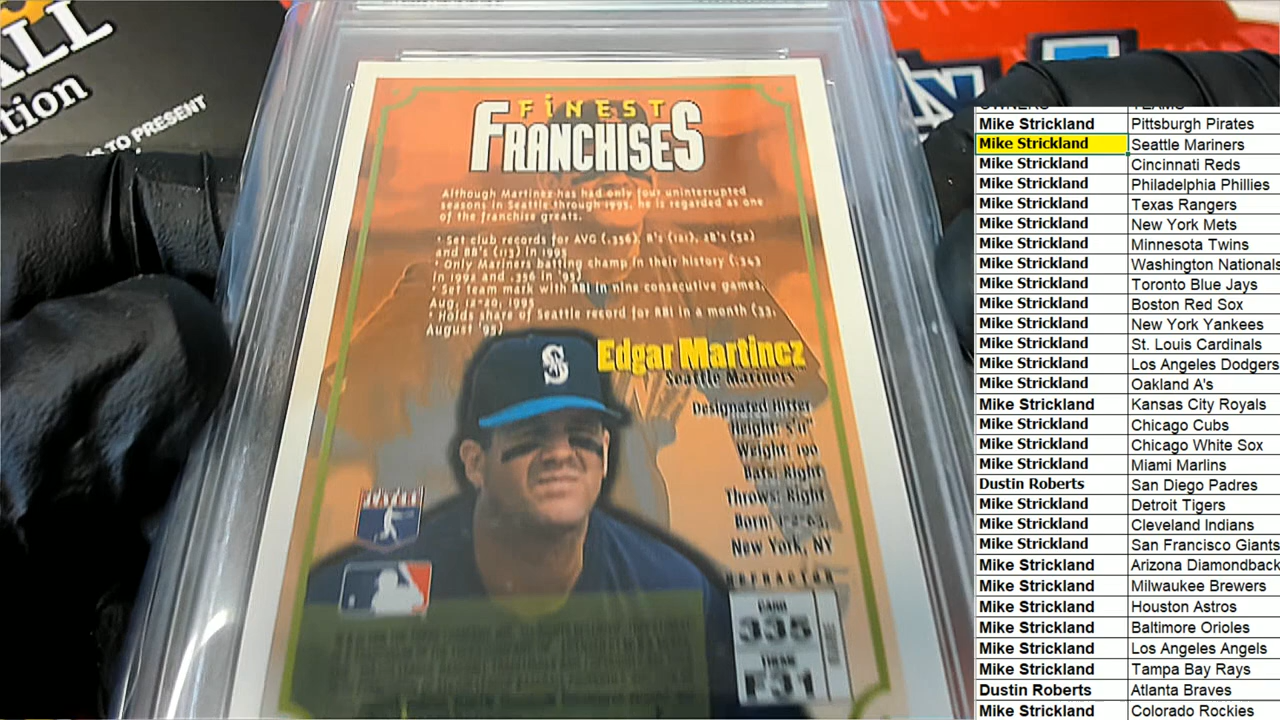 ALL
ition
TO PRESENT
FINEST
FRANCHISES
Although Martinez has had only four uninterrupted
seasons in Seattle through 1995, he is regarded as one
of the franchise greats.
• Set club records for AVG (.356), R's (121), 2B's (52)
and BB's (113) in 1995
• Only Mariners batting champ in their history (.343
in 1992 and .356 in '95)
• Set team mark with RBI in nine consecutive games,
Aug. 12-20, 1995
• Holds share of Seattle record for RBI in a month (33,
August '95)
S
Edgar Martinez
Seattle Mariners
Designated Hitter
Height: 5'11"
Weight: 190
Bats: Right
Throws: Right
Born: 1-2-63,
New York, NY
REFRACTOR
CARD
335
THEME
F31
OWNERS TEAMS
Mike Strickland Pittsburgh Pirates
Mike Strickland Seattle Mariners
Mike Strickland Cincinnati Reds
Mike Strickland Philadelphia Phillies
Mike Strickland Texas Rangers
Mike Strickland New York Mets
Mike Strickland Minnesota Twins
Mike Strickland Washington Nationals
Mike Strickland Toronto Blue Jays
Mike Strickland Boston Red Sox
Mike Strickland New York Yankees
Mike Strickland St. Louis Cardinals
Mike Strickland Los Angeles Dodgers
Mike Strickland Oakland A's
Mike Strickland Kansas City Royals
Mike Strickland Chicago Cubs
Mike Strickland Chicago White Sox
Mike Strickland Miami Marlins
Dustin Roberts San Diego Padres
Mike Strickland Detroit Tigers
Mike Strickland Cleveland Indians
Mike Strickland San Francisco Giants
Mike Strickland Arizona Diamondback
Mike Strickland Milwaukee Brewers
Mike Strickland Houston Astros
Mike Strickland Baltimore Orioles
Mike Strickland Los Angeles Angels
Mike Strickland Tampa Bay Rays
Dustin Roberts Atlanta Braves
Mike Strickland Colorado Rockies